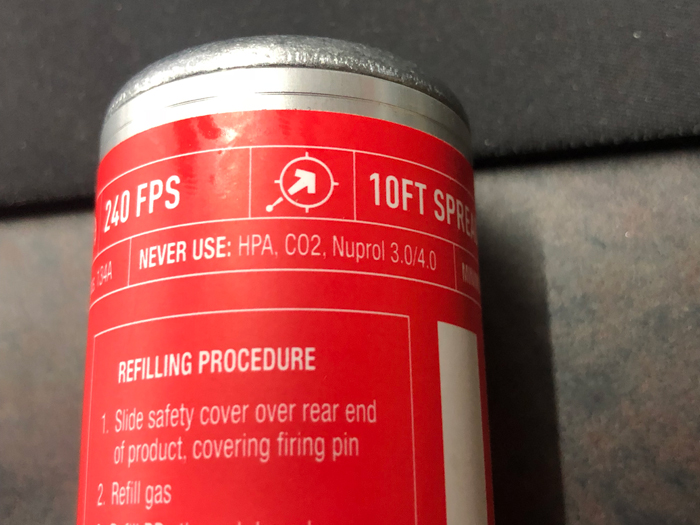 240 FPS
10FT SPREA
134A
NEVER USE: HPA, CO2, Nuprol 3.0/4.0
REFILLING PROCEDURE
1. Slide safety cover over rear end
of product, covering firing pin
2. Refill gas